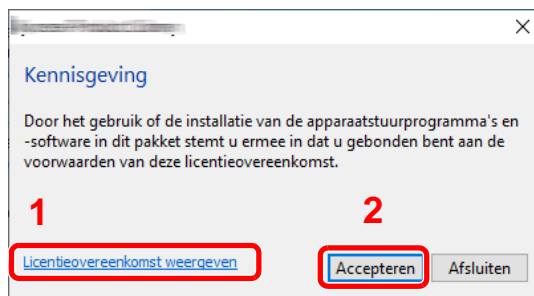 Kennisgeving
Door het gebruik of de installatie van de apparaatstuurprogramma's en
-software in dit pakket stemt u ermee in dat u gebonden bent aan de
voorwaarden van deze licentieovereenkomst.
1
2
Licentieovereenkomst weergeven
Accepteren
Afsluiten